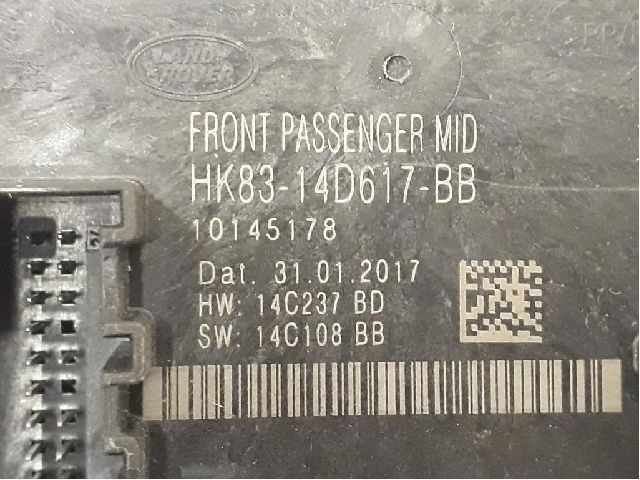 LAND
ROVER
FRONT PASSENGER MID
HK83-14D617-BB
10145178
Dat. 31.01.2017
HW: 14C237 BD
SW: 14C108 BB